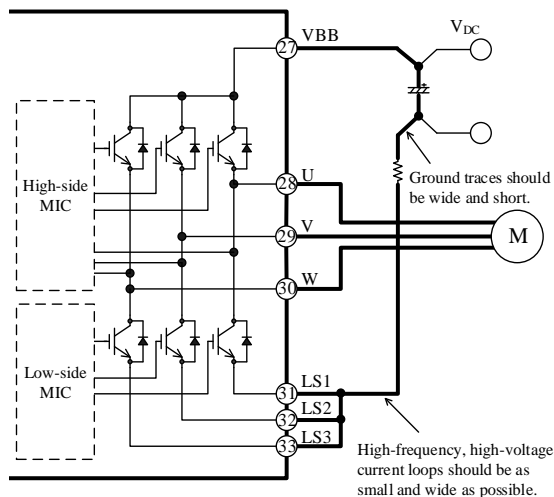 27 VBB
V_DC
High-side
MIC
28 U
Ground traces should
be wide and short.
29 V
M
30 W
Low-side
MIC
31 LS1
32 LS2
33 LS3
High-frequency, high-voltage
current loops should be as
small and wide as possible.